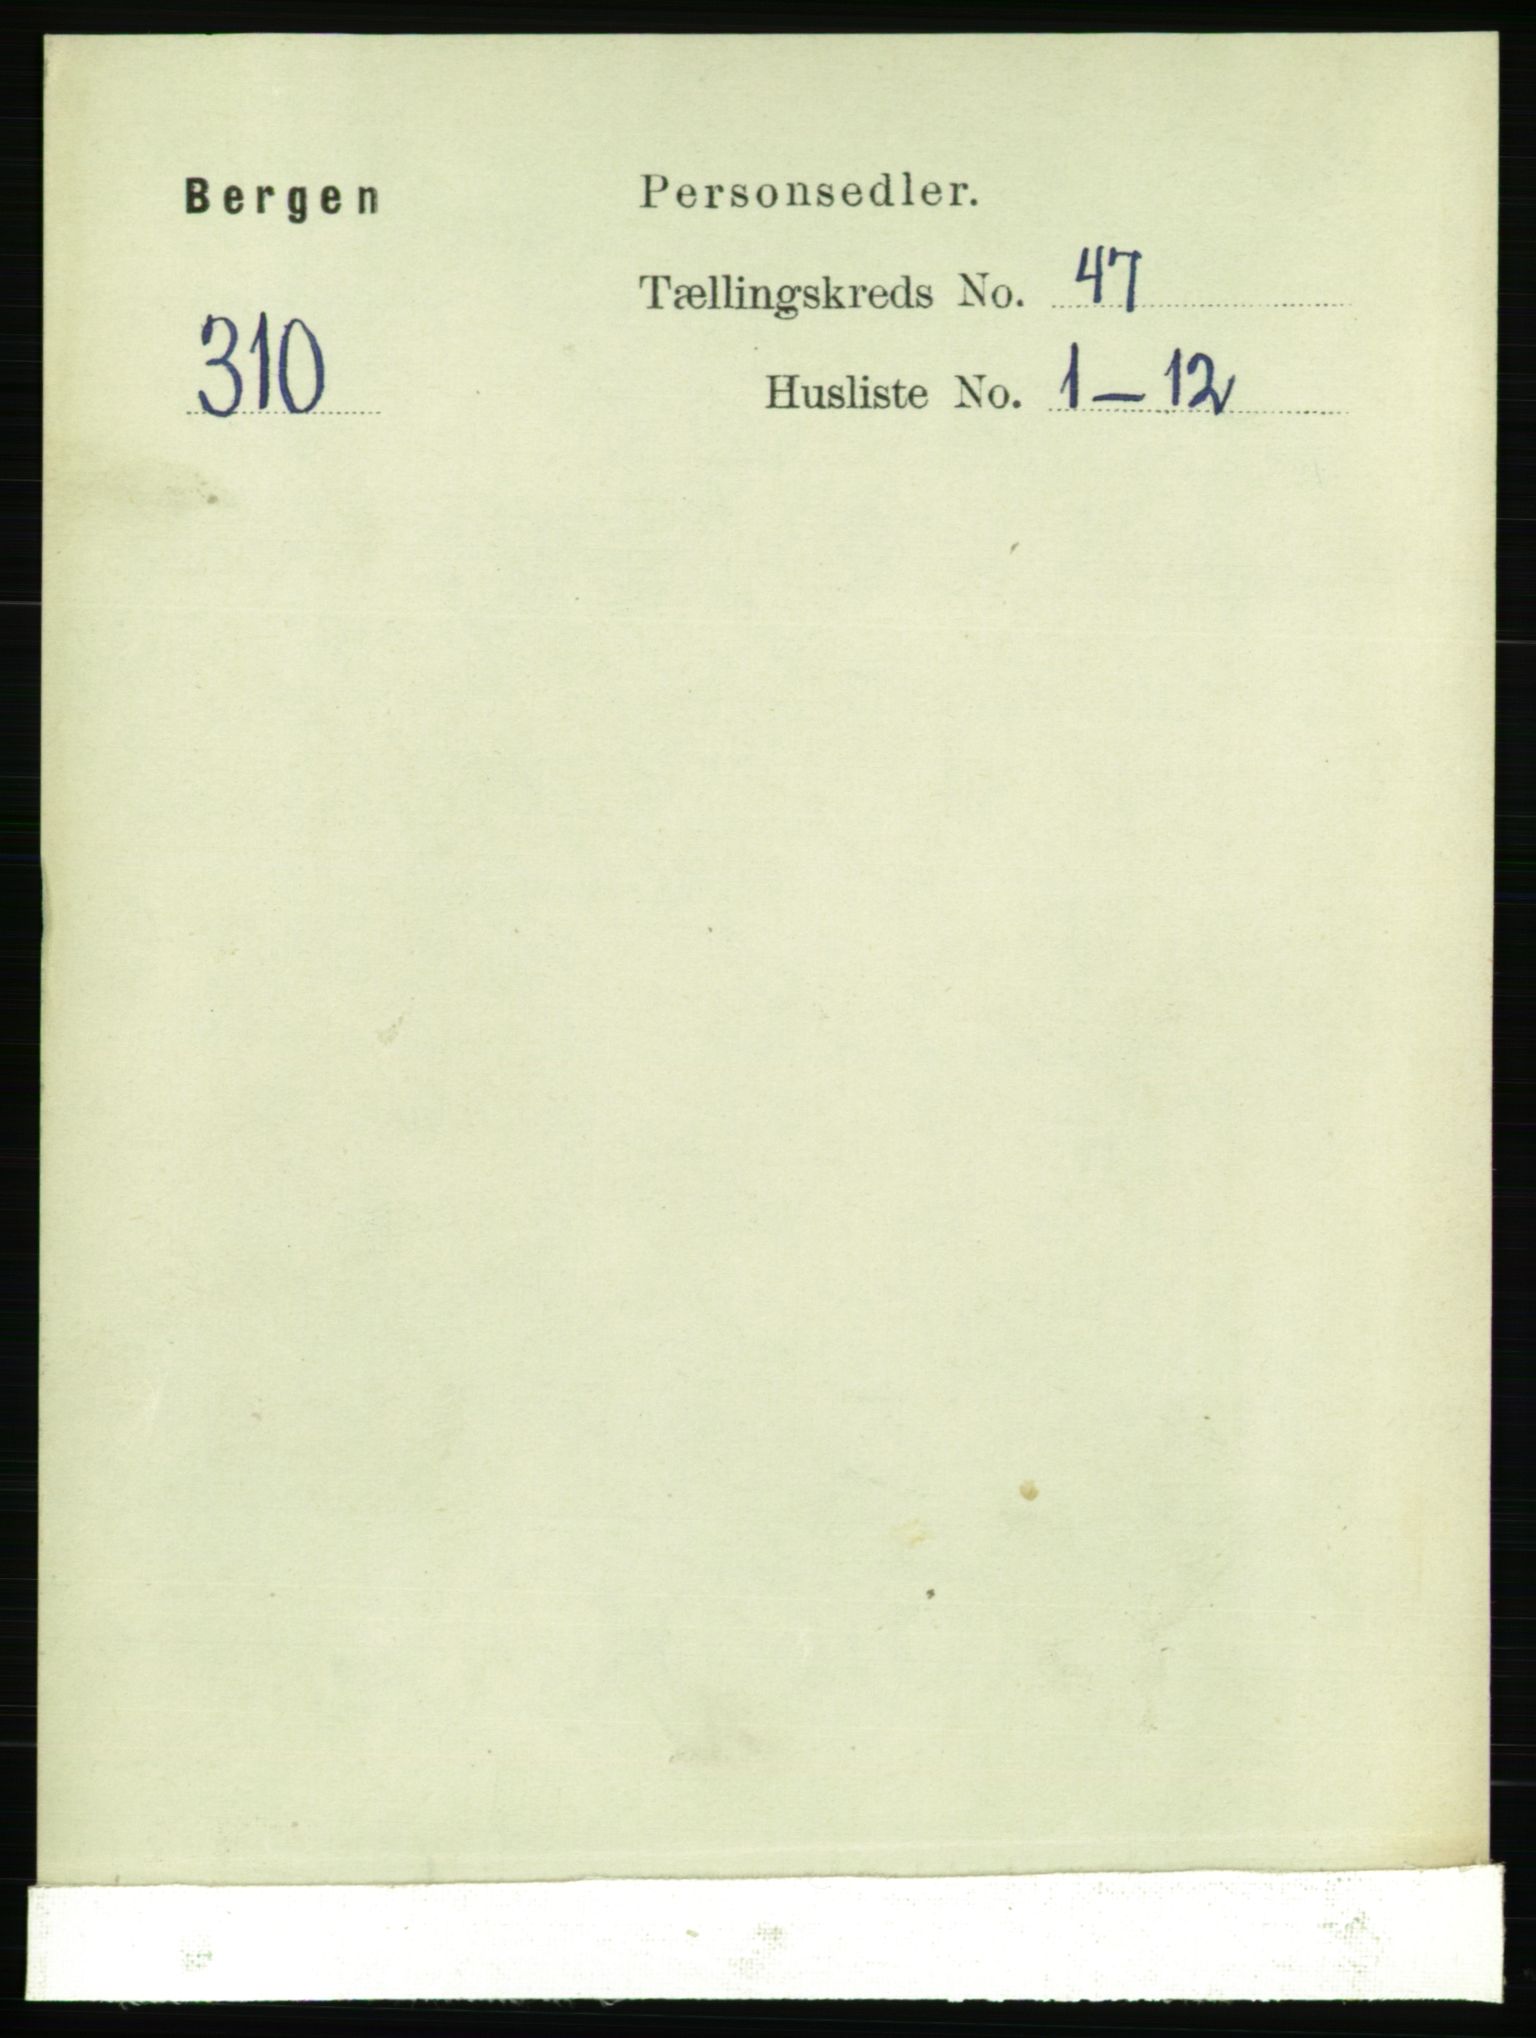 Bergen
310
Personsedler.
Tællingskreds No. 47
Husliste No. 1-12